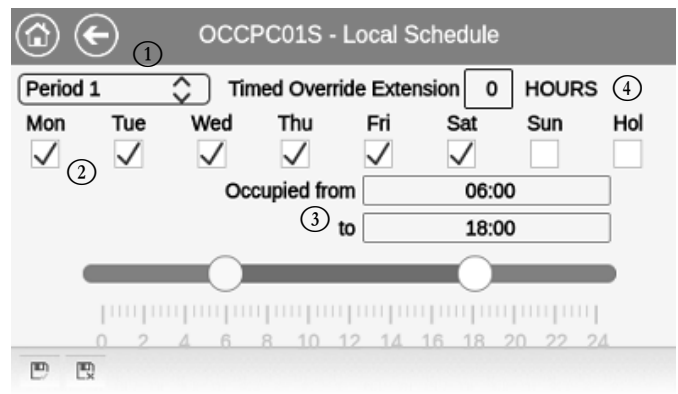 OCCPC01S - Local Schedule
1
Period 1 Timed Override Extension 0 HOURS 4
Mon Tue Wed Thu Fri Sat Sun Hol
2
Occupied from 06:00
3
to 18:00
0 2 4 6 8 10 12 14 16 18 20 22 24